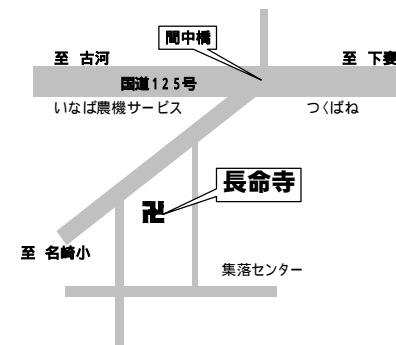 間中橋
至 古河
至 下妻
国道125号
いなば農機サービス
つくばね
長命寺
卍
至 名崎小
集落センター